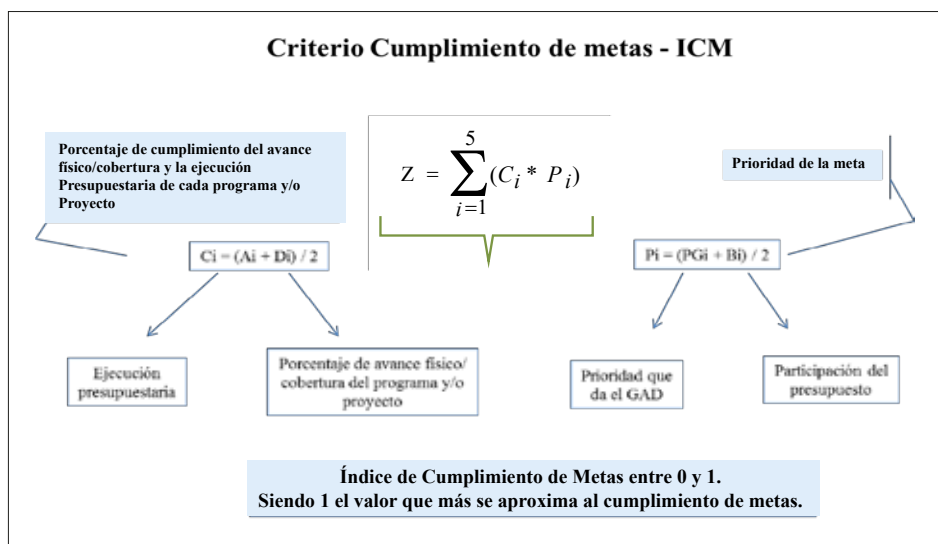 Criterio Cumplimiento de metas - ICM
Porcentaje de cumplimiento del avance
físico/cobertura y la ejecución
Presupuestaria de cada programa y/o
Proyecto
5
Z = ∑ (C_i * P_i)
i=1
Prioridad de la meta
Ci = (Ai + Di) / 2
Pi = (PGi + Bi) / 2
Ejecución
presupuestaria
Porcentaje de avance físico/
cobertura del programa y/o
proyecto
Prioridad que
da el GAD
Participación del
presupuesto
Índice de Cumplimiento de Metas entre 0 y 1.
Siendo 1 el valor que más se aproxima al cumplimiento de metas.